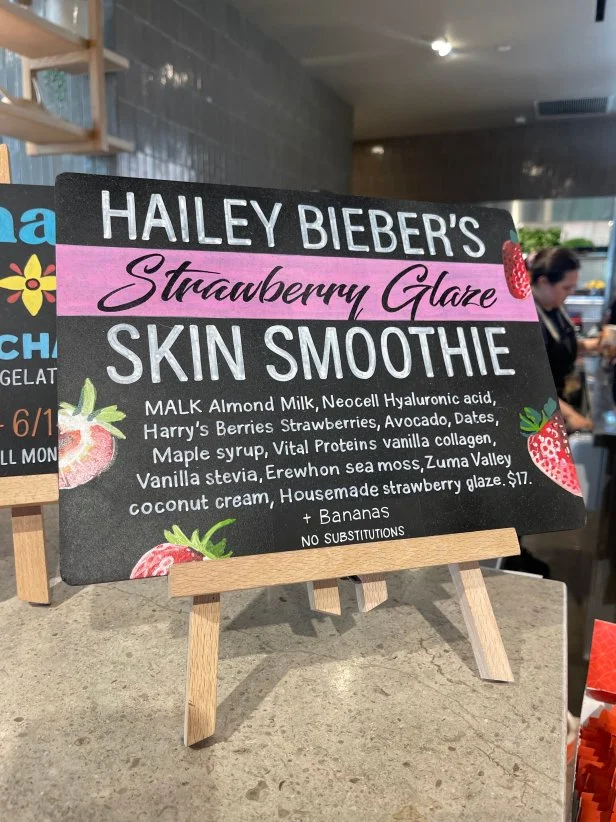 HAILEY BIEBER'S
Strawberry Glaze
SKIN SMOOTHIE
MALK Almond Milk, Neocell Hyaluronic acid,
Harry's Berries Strawberries, Avocado, Dates,
Maple syrup, Vital Proteins vanilla collagen,
Vanilla stevia, Erewhon sea moss, Zuma Valley
coconut cream, Housemade strawberry glaze. $17.
+ Bananas
NO SUBSTITUTIONS